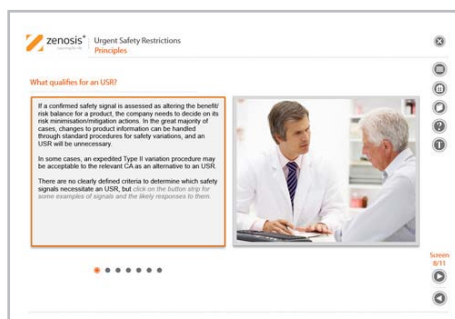 zenosis®
Urgent Safety Restrictions
Principles
What qualifies for an USR?
If a confirmed safety signal is assessed as altering the benefit/
risk balance for a product, the company needs to decide on its
risk minimisation/mitigation actions. In the great majority of
cases, changes to product information can be handled
through standard procedures for safety variations, and an
USR will be unnecessary.
In some cases, an expedited Type II variation procedure may
be acceptable to the relevant CA as an alternative to an USR.
There are no clearly defined criteria to determine which safety
signals necessitate an USR, but click on the button strip for
some examples of signals and the likely responses to them.
Screen
8/11